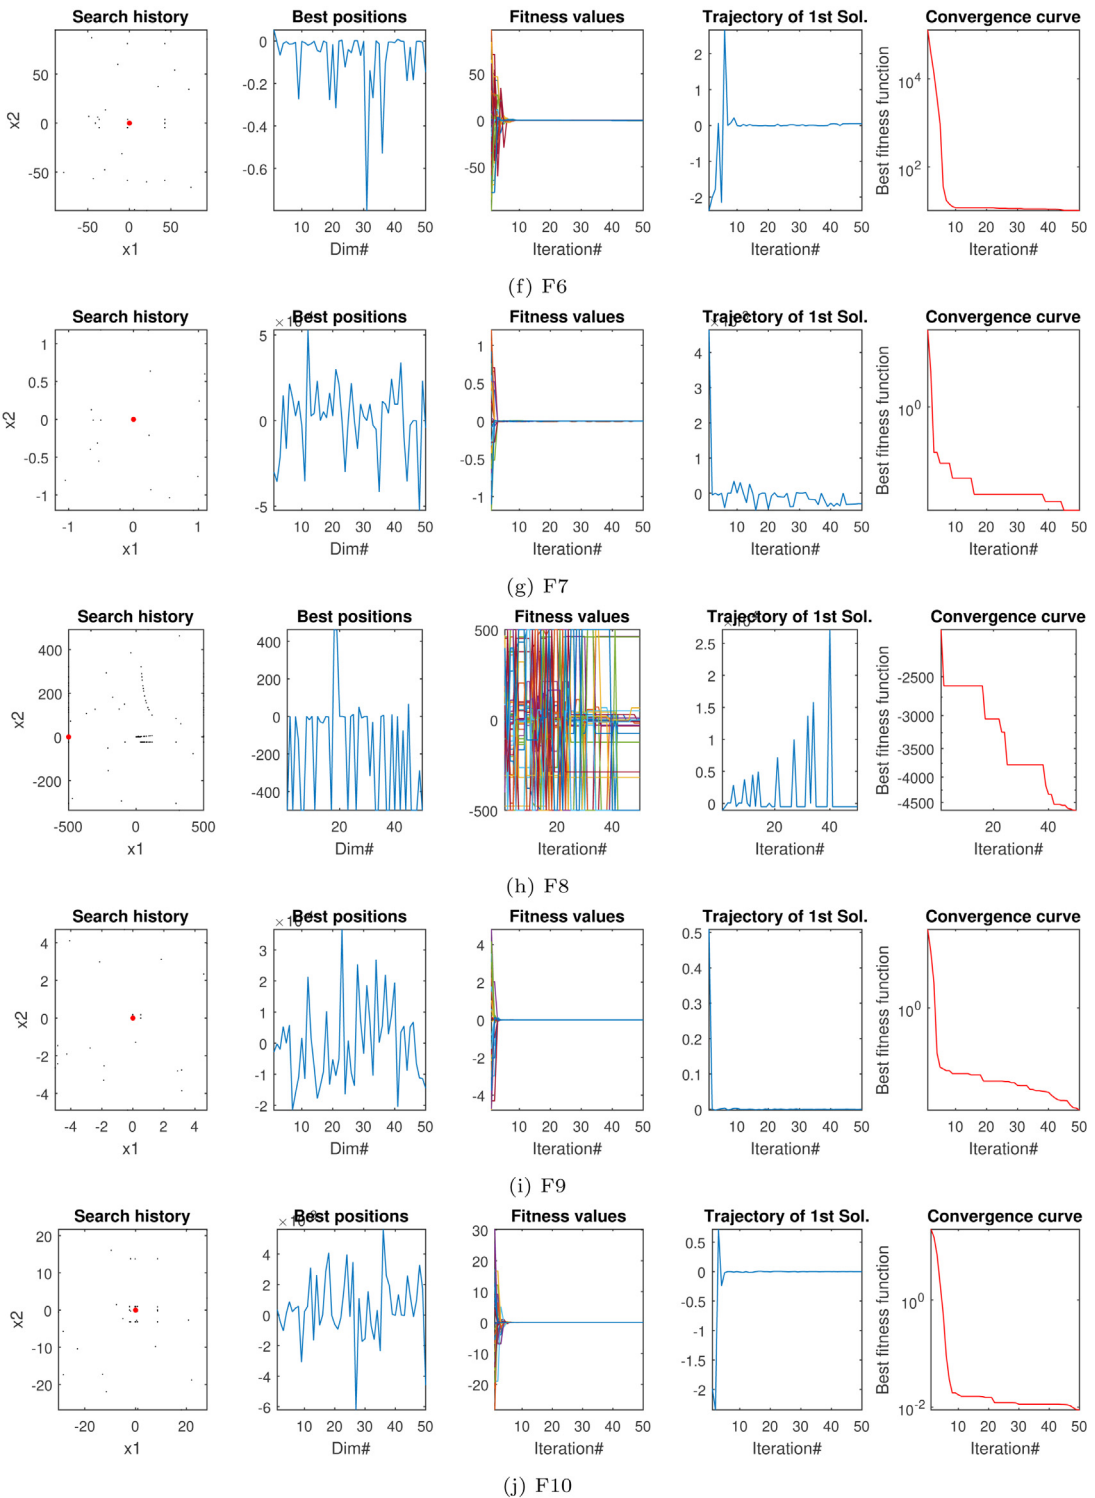 Search history Best positions Fitness values Trajectory of 1st Sol. Convergence curve
50 0 -50 0 -0.2 -0.4 -0.6 50 0 -50 2 1 0 -1 -2 10^4 10^2
x2 Best fitness function
-50 0 50 10 20 30 40 50 10 20 30 40 50 10 20 30 40 50 10 20 30 40 50
x1 Dim# Iteration# Iteration# Iteration#
(f) F6
Search history Best positions Fitness values Trajectory of 1st Sol. Convergence curve
1 0.5 0 -0.5 -1 5 0 -5 1 0.5 0 -0.5 -1 4 3 2 1 0 10^0
x2 Best fitness function
-1 0 1 10 20 30 40 50 10 20 30 40 50 10 20 30 40 50 10 20 30 40 50
x1 Dim# Iteration# Iteration# Iteration#
(g) F7
Search history Best positions Fitness values Trajectory of 1st Sol. Convergence curve
400 200 0 -200 400 200 0 -200 -400 500 0 -500 2.5 2 1.5 1 0.5 0 -2500 -3000 -3500 -4000 -4500
x2 Best fitness function
-500 0 500 20 40 20 40 20 40 20 40
x1 Dim# Iteration# Iteration# Iteration#
(h) F8
Search history Best positions Fitness values Trajectory of 1st Sol. Convergence curve
4 2 0 -2 -4 3 2 1 0 -1 -2 4 2 0 -2 -4 0.5 0.4 0.3 0.2 0.1 0 10^0
x2 Best fitness function
-4 -2 0 2 4 10 20 30 40 50 10 20 30 40 50 10 20 30 40 50 10 20 30 40 50
x1 Dim# Iteration# Iteration# Iteration#
(i) F9
Search history Best positions Fitness values Trajectory of 1st Sol. Convergence curve
20 10 0 -10 -20 4 2 0 -2 -4 -6 30 20 10 0 -10 -20 0.5 0 -0.5 -1 -1.5 -2 10^0 10^-2
x2 Best fitness function
-20 0 20 10 20 30 40 50 10 20 30 40 50 10 20 30 40 50 10 20 30 40 50
x1 Dim# Iteration# Iteration# Iteration#
(j) F10